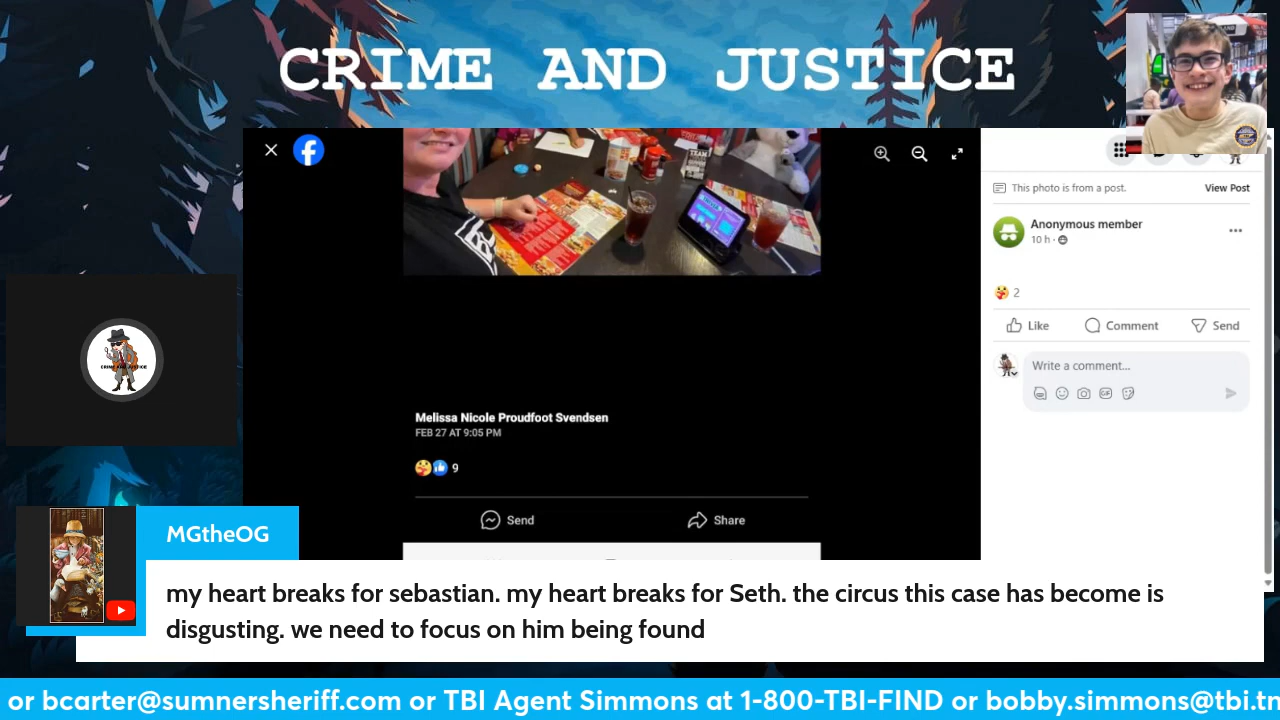 CRIME AND JUSTICE
This photo is from a post.
View Post
Anonymous member
10 h
2
Like
Comment
Send
Write a comment...
GIF
CRIME AND JUSTICE
Melissa Nicole Proudfoot Svendsen
FEB 27 AT 9:05 PM
9
Send
Share
MGtheOG
my heart breaks for sebastian. my heart breaks for Seth. the circus this case has become is
disgusting. we need to focus on him being found
or bcarter@sumnersheriff.com or TBI Agent Simmons at 1-800-TBI-FIND or bobby.simmons@tbi.tn